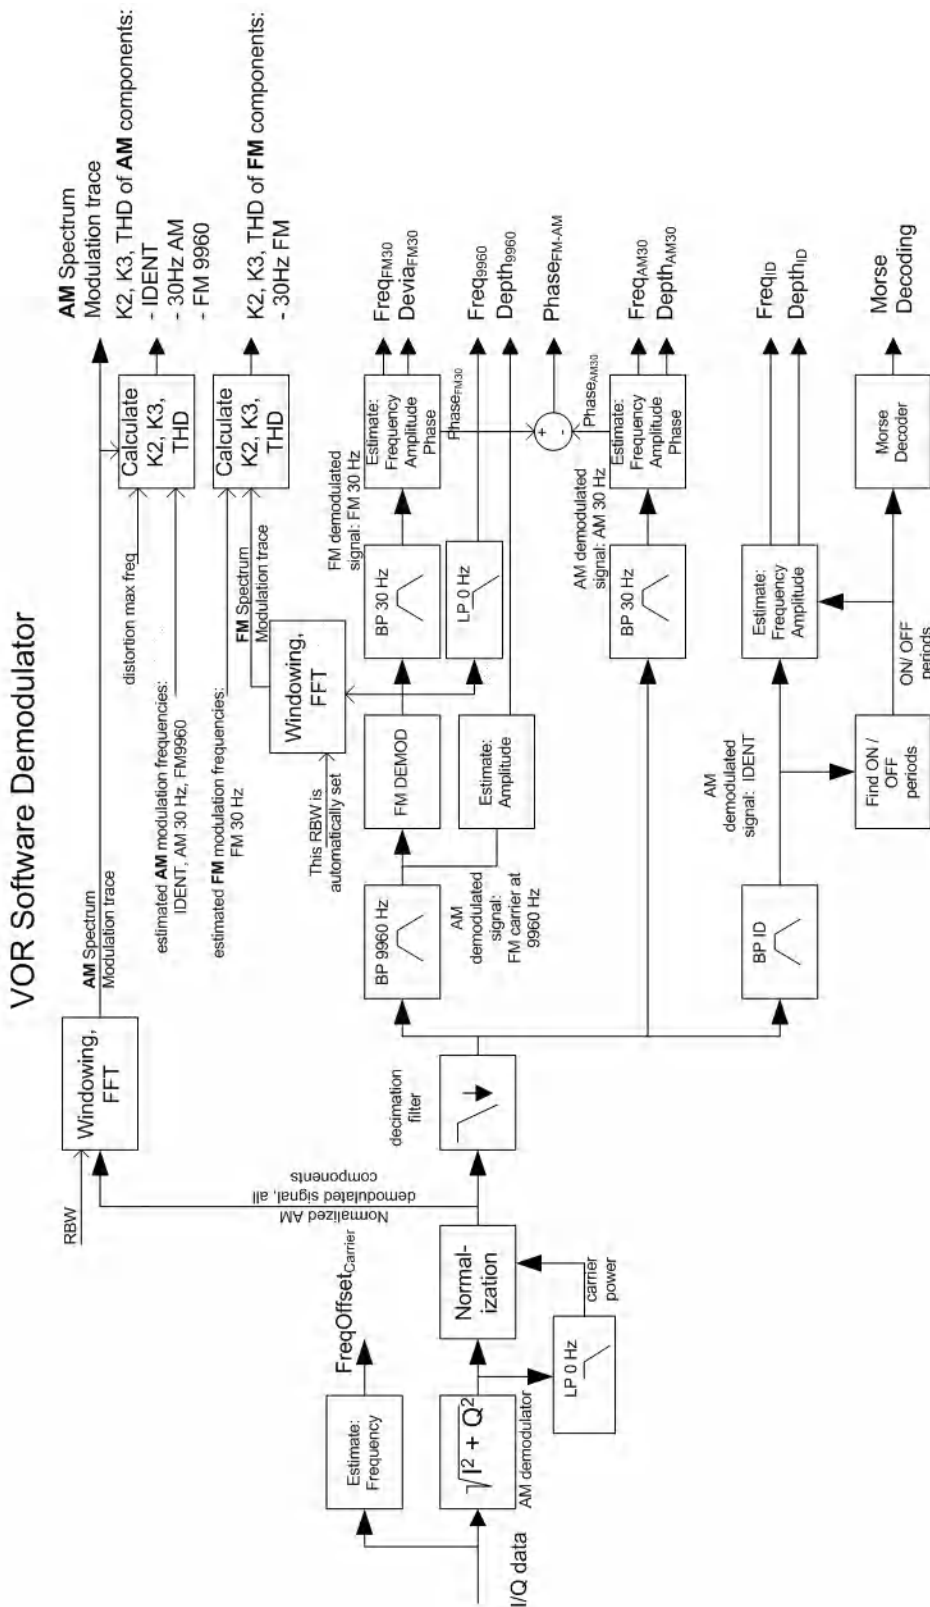 VOR Software Demodulator
I/Q data
Estimate:
Frequency
FreqOffsetCarrier
√I² + Q²
AM demodulator
LP 0 Hz
carrier
power
Normal-
ization
Normalized AM
demodulated signal, all
components
RBW
Windowing,
FFT
AM Spectrum
Modulation trace
AM Spectrum
Modulation trace
distortion max freq
estimated AM modulation frequencies:
IDENT, AM 30 Hz, FM9960
Calculate
K2, K3,
THD
K2, K3, THD of AM components:
- IDENT
- 30Hz AM
- FM 9960
estimated FM modulation frequencies:
FM 30 Hz
FM Spectrum
Modulation trace
Calculate
K2, K3,
THD
K2, K3, THD of FM components:
- 30Hz FM
This RBW is
automatically set
Windowing,
FFT
decimation
filter
BP 9960 Hz
AM
demodulated
signal:
FM carrier at
9960 Hz
FM DEMOD
Estimate:
Amplitude
BP 30 Hz
LP 0 Hz
FM demodulated
signal: FM 30 Hz
Estimate:
Frequency
Amplitude
Phase
FreqFM30
DeviaFM30
PhaseFM30
Freq9960
Depth9960
+
-
PhaseFM-AM
BP 30 Hz
AM demodulated
signal: AM 30 Hz
PhaseAM30
Estimate:
Frequency
Amplitude
Phase
FreqAM30
DepthAM30
BP ID
AM
demodulated
signal: IDENT
Find ON /
OFF
periods
ON/ OFF
periods
Estimate:
Frequency
Amplitude
FreqID
DepthID
Morse
Decoder
Morse
Decoding